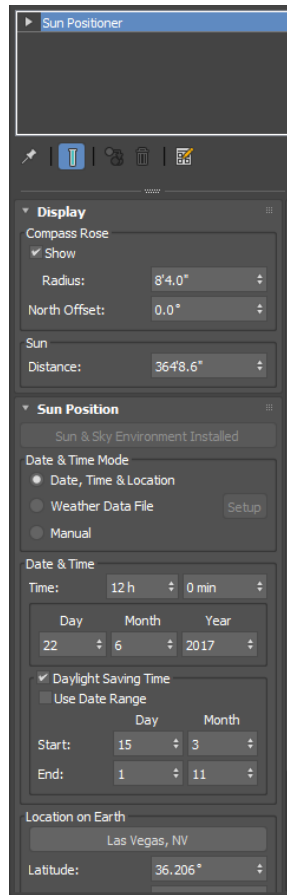 Sun Positioner
Display
Compass Rose
Show
Radius: 8'4.0"
North Offset: 0.0°
Sun
Distance: 364'8.6"
Sun Position
Sun & Sky Environment Installed
Date & Time Mode
Date, Time & Location
Weather Data File Setup
Manual
Date & Time
Time: 12 h 0 min
Day Month Year
22 6 2017
Daylight Saving Time
Use Date Range
Day Month
Start: 15 3
End: 1 11
Location on Earth
Las Vegas, NV
Latitude: 36.206°